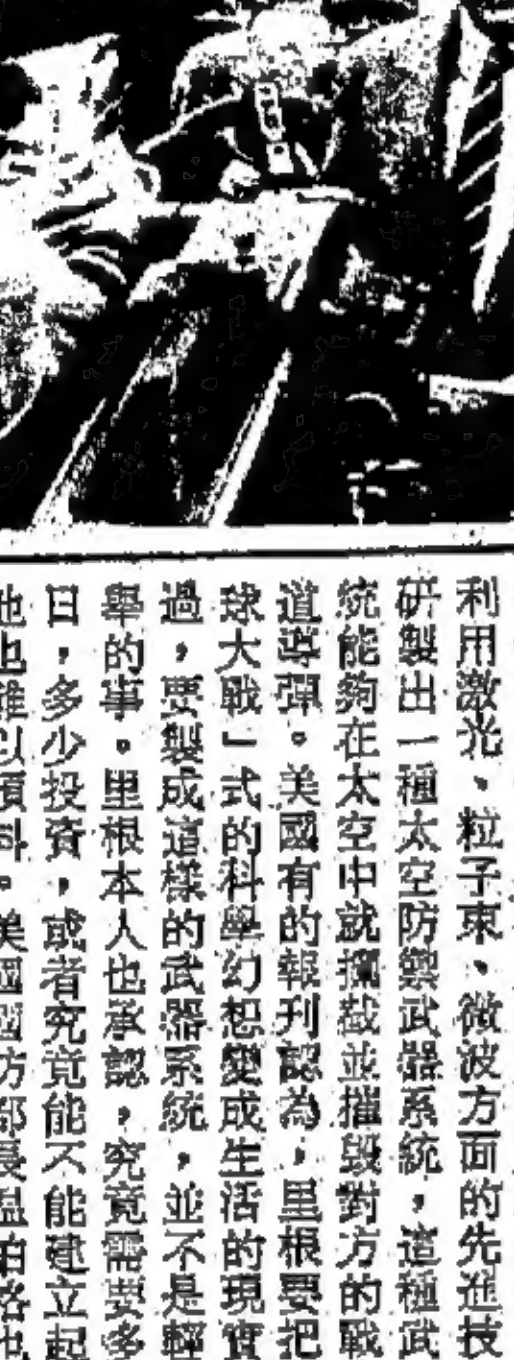 利用激光、粒子束、微波方面的先進技
研製出一種太空防禦武器系統，這種武
統能夠在太空中就攔截並摧毀對方的戰
道導彈。美國有的報刊認為，里根要把
球大戰」式的科學幻想變成生活的現實
過，要製成這樣的武器系統，並不是輕
舉的事。里根本人也承認，究竟需要多
日，多少投資，或者究竟能不能建立起
他也難以預料。美國國防部長溫伯格也